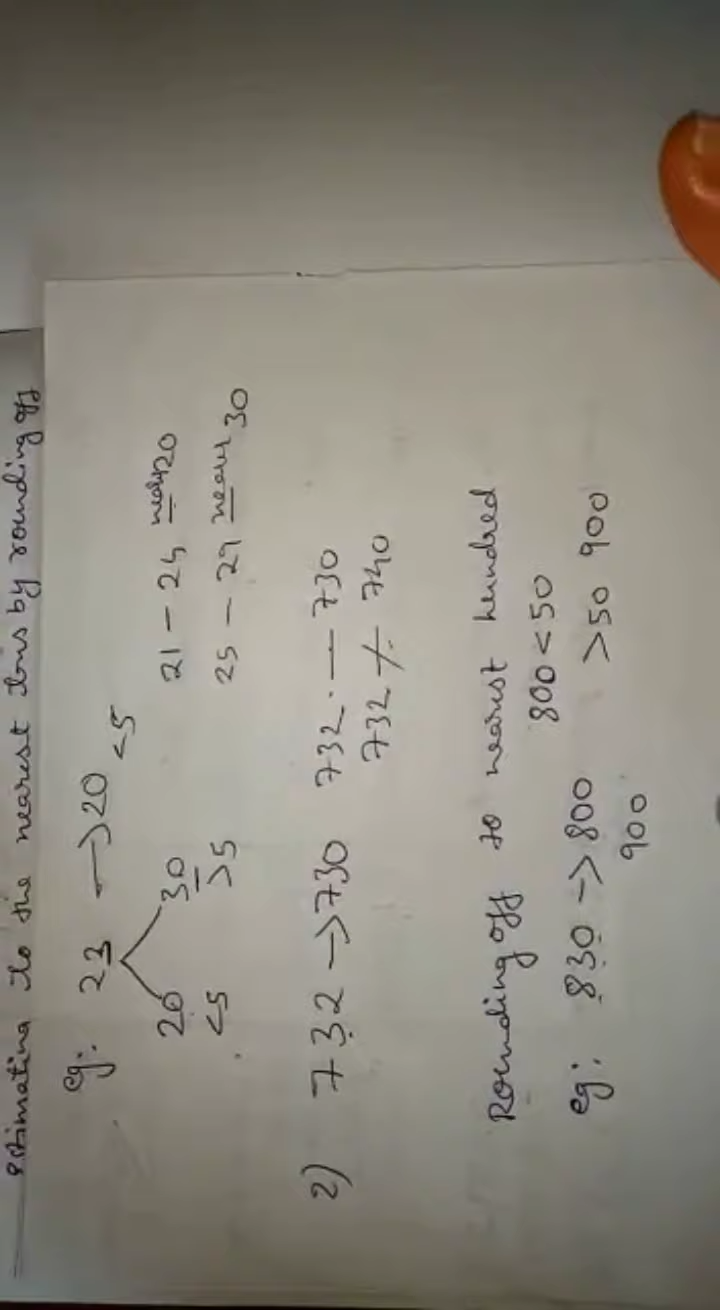 estimating to the nearest tens by rounding off
eg: 23 → 20 <5
20 30 21 - 24 near 20
<5 >5 25 - 29 nearer 30
2) 732 → 730 732 - 730
732 740
Rounding off to nearest hundred
800 < 50
eg: 830 → 800 >50 900
900